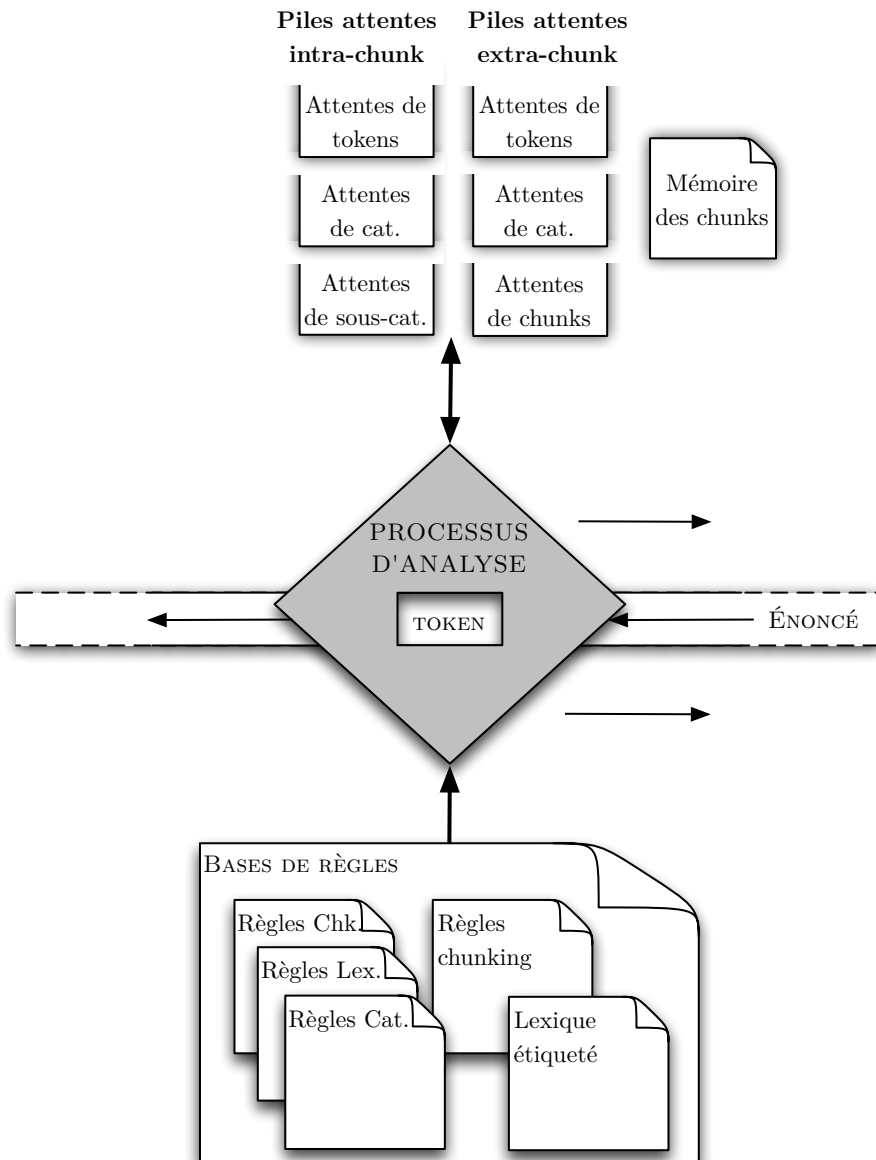 Piles attentes
intra-chunk
Piles attentes
extra-chunk
Attentes de
tokens
Attentes de
tokens
Mémoire
des chunks
Attentes
de cat.
Attentes
de cat.
Attentes
de sous-cat.
Attentes
de chunks
PROCESSUS
D'ANALYSE
TOKEN
ÉNONCÉ
BASES DE RÈGLES
Règles Chk.
Règles Lex.
Règles Cat.
Règles
chunking
Lexique
étiqueté